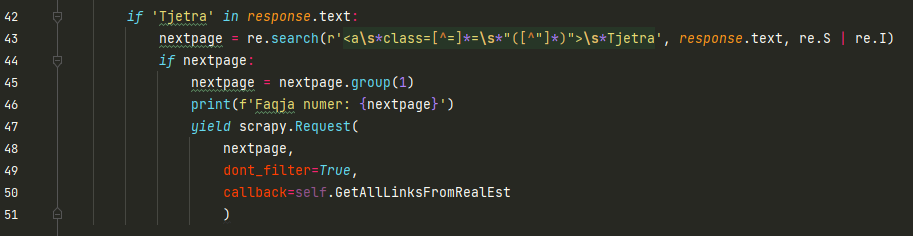 42 if 'Tjetra' in response.text:
43 nextpage = re.search(r'<a\s*class=[^=]*=\s*"([^"]*)">\s*Tjetra', response.text, re.S | re.I)
44 if nextpage:
45 nextpage = nextpage.group(1)
46 print(f'Faqja numer: {nextpage}')
47 yield scrapy.Request(
48 nextpage,
49 dont_filter=True,
50 callback=self.GetAllLinksFromRealEst
51 )